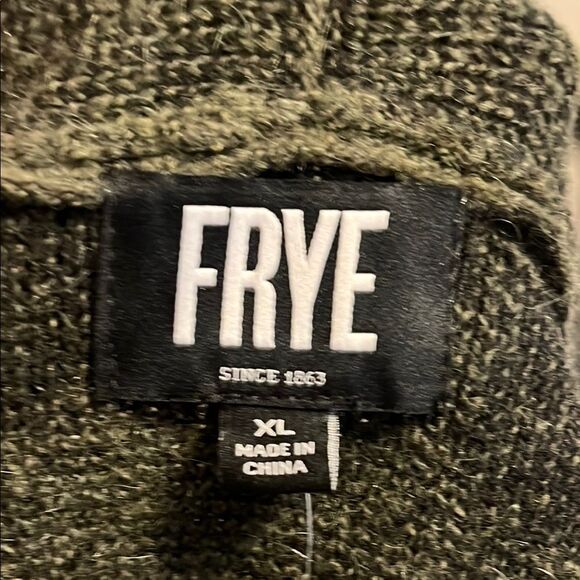 FRYE
SINCE 1863
XL
MADE IN
CHINA